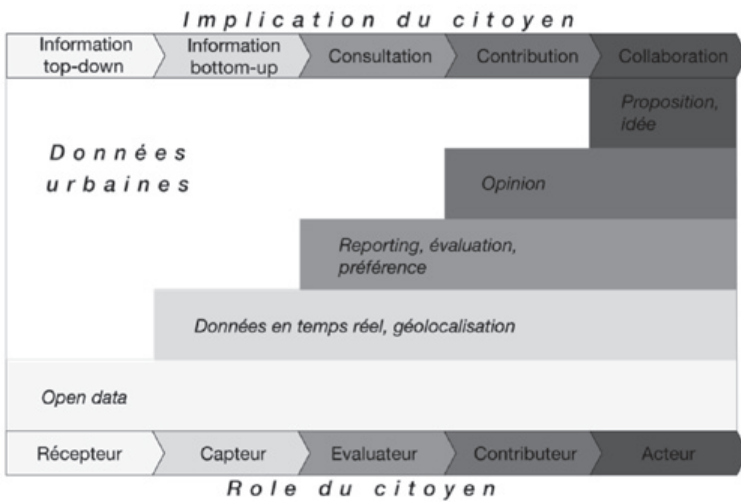 Implication du citoyen
Information
top-down
Information
bottom-up
Consultation
Contribution
Collaboration
Proposition,
idée
Données
urbaines
Opinion
Reporting, évaluation,
préférence
Données en temps réel, géolocalisation
Open data
Récepteur
Capteur
Evaluateur
Contributeur
Acteur
Role du citoyen